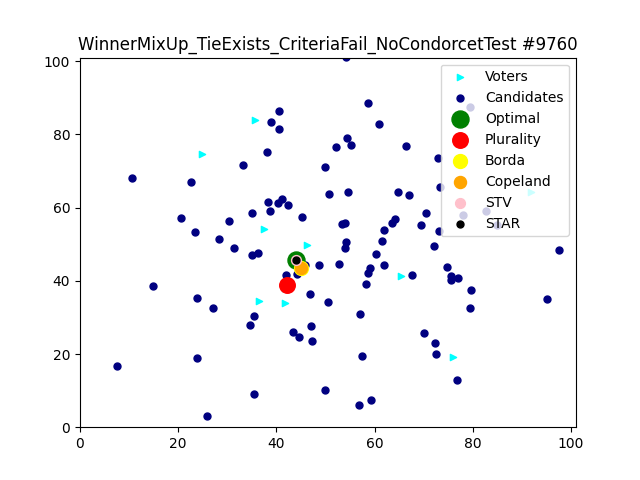 WinnerMixUp_TieExists_CriteriaFail_NoCondorcetTest #9760
100
80
60
40
20
0
0
20
40
60
80
100
Voters
Candidates
Optimal
Plurality
Borda
Copeland
STV
STAR